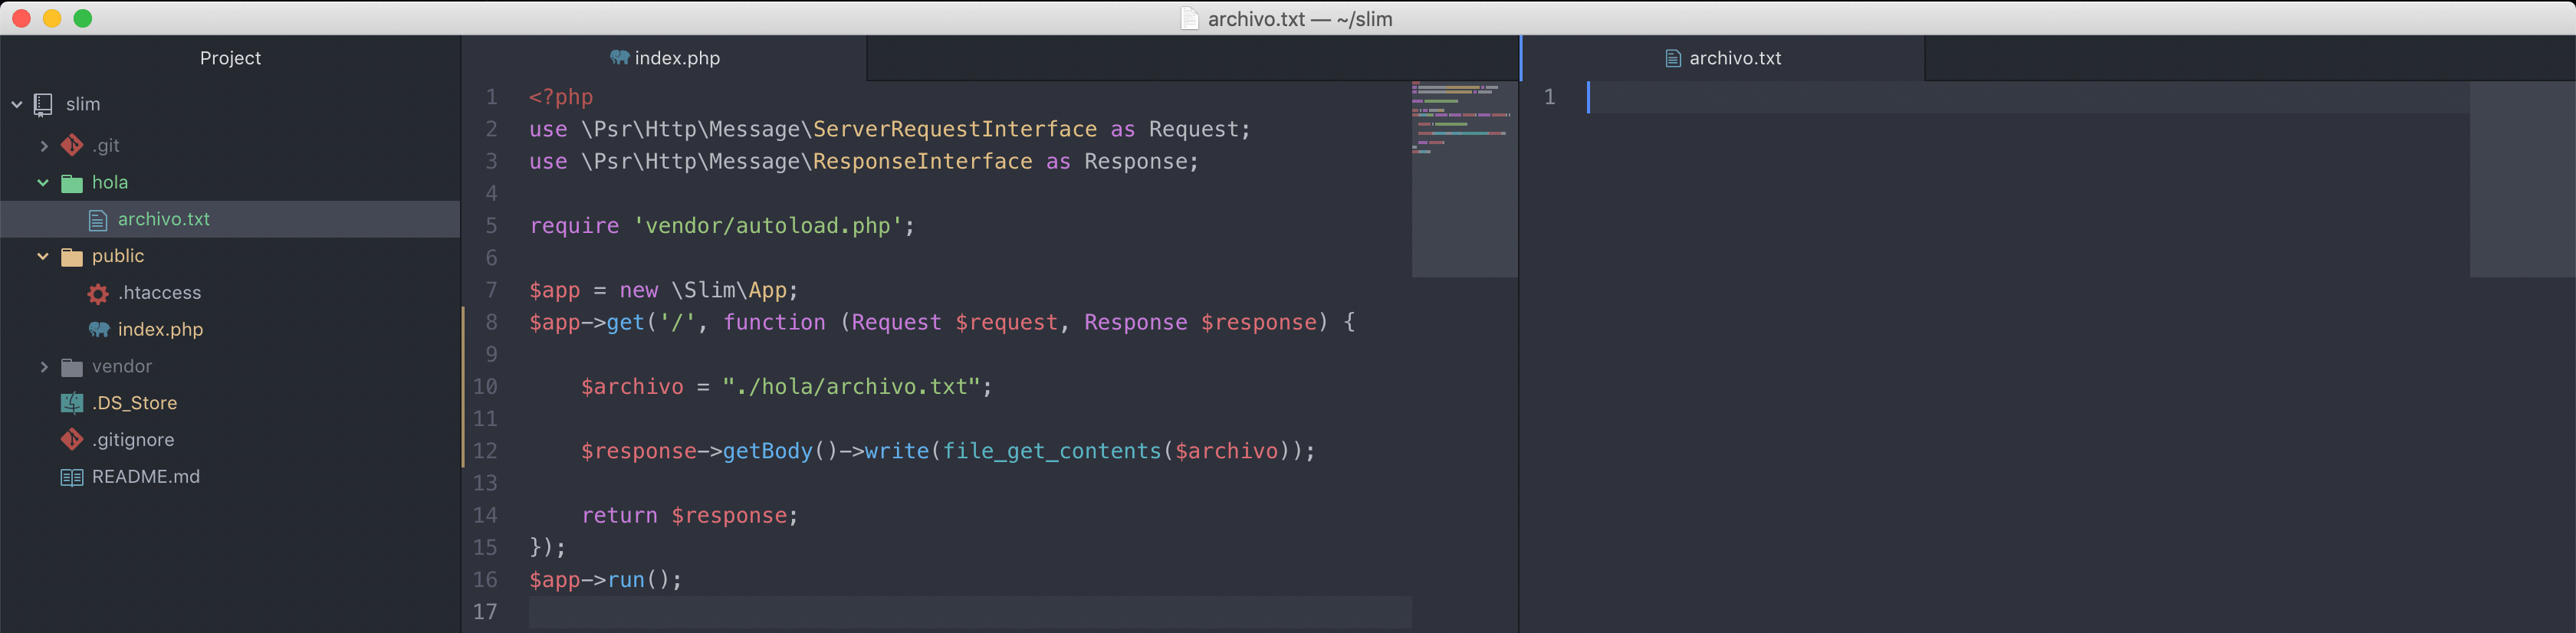 archivo.txt — ~/slim
Project
slim
.git
hola
archivo.txt
public
.htaccess
index.php
vendor
.DS_Store
.gitignore
README.md
index.php
1 <?php
2 use \Psr\Http\Message\ServerRequestInterface as Request;
3 use \Psr\Http\Message\ResponseInterface as Response;
4
5 require 'vendor/autoload.php';
6
7 $app = new \Slim\App;
8 $app->get('/', function (Request $request, Response $response) {
9
10     $archivo = "./hola/archivo.txt";
11
12     $response->getBody()->write(file_get_contents($archivo));
13
14     return $response;
15 });
16 $app->run();
17
archivo.txt
1